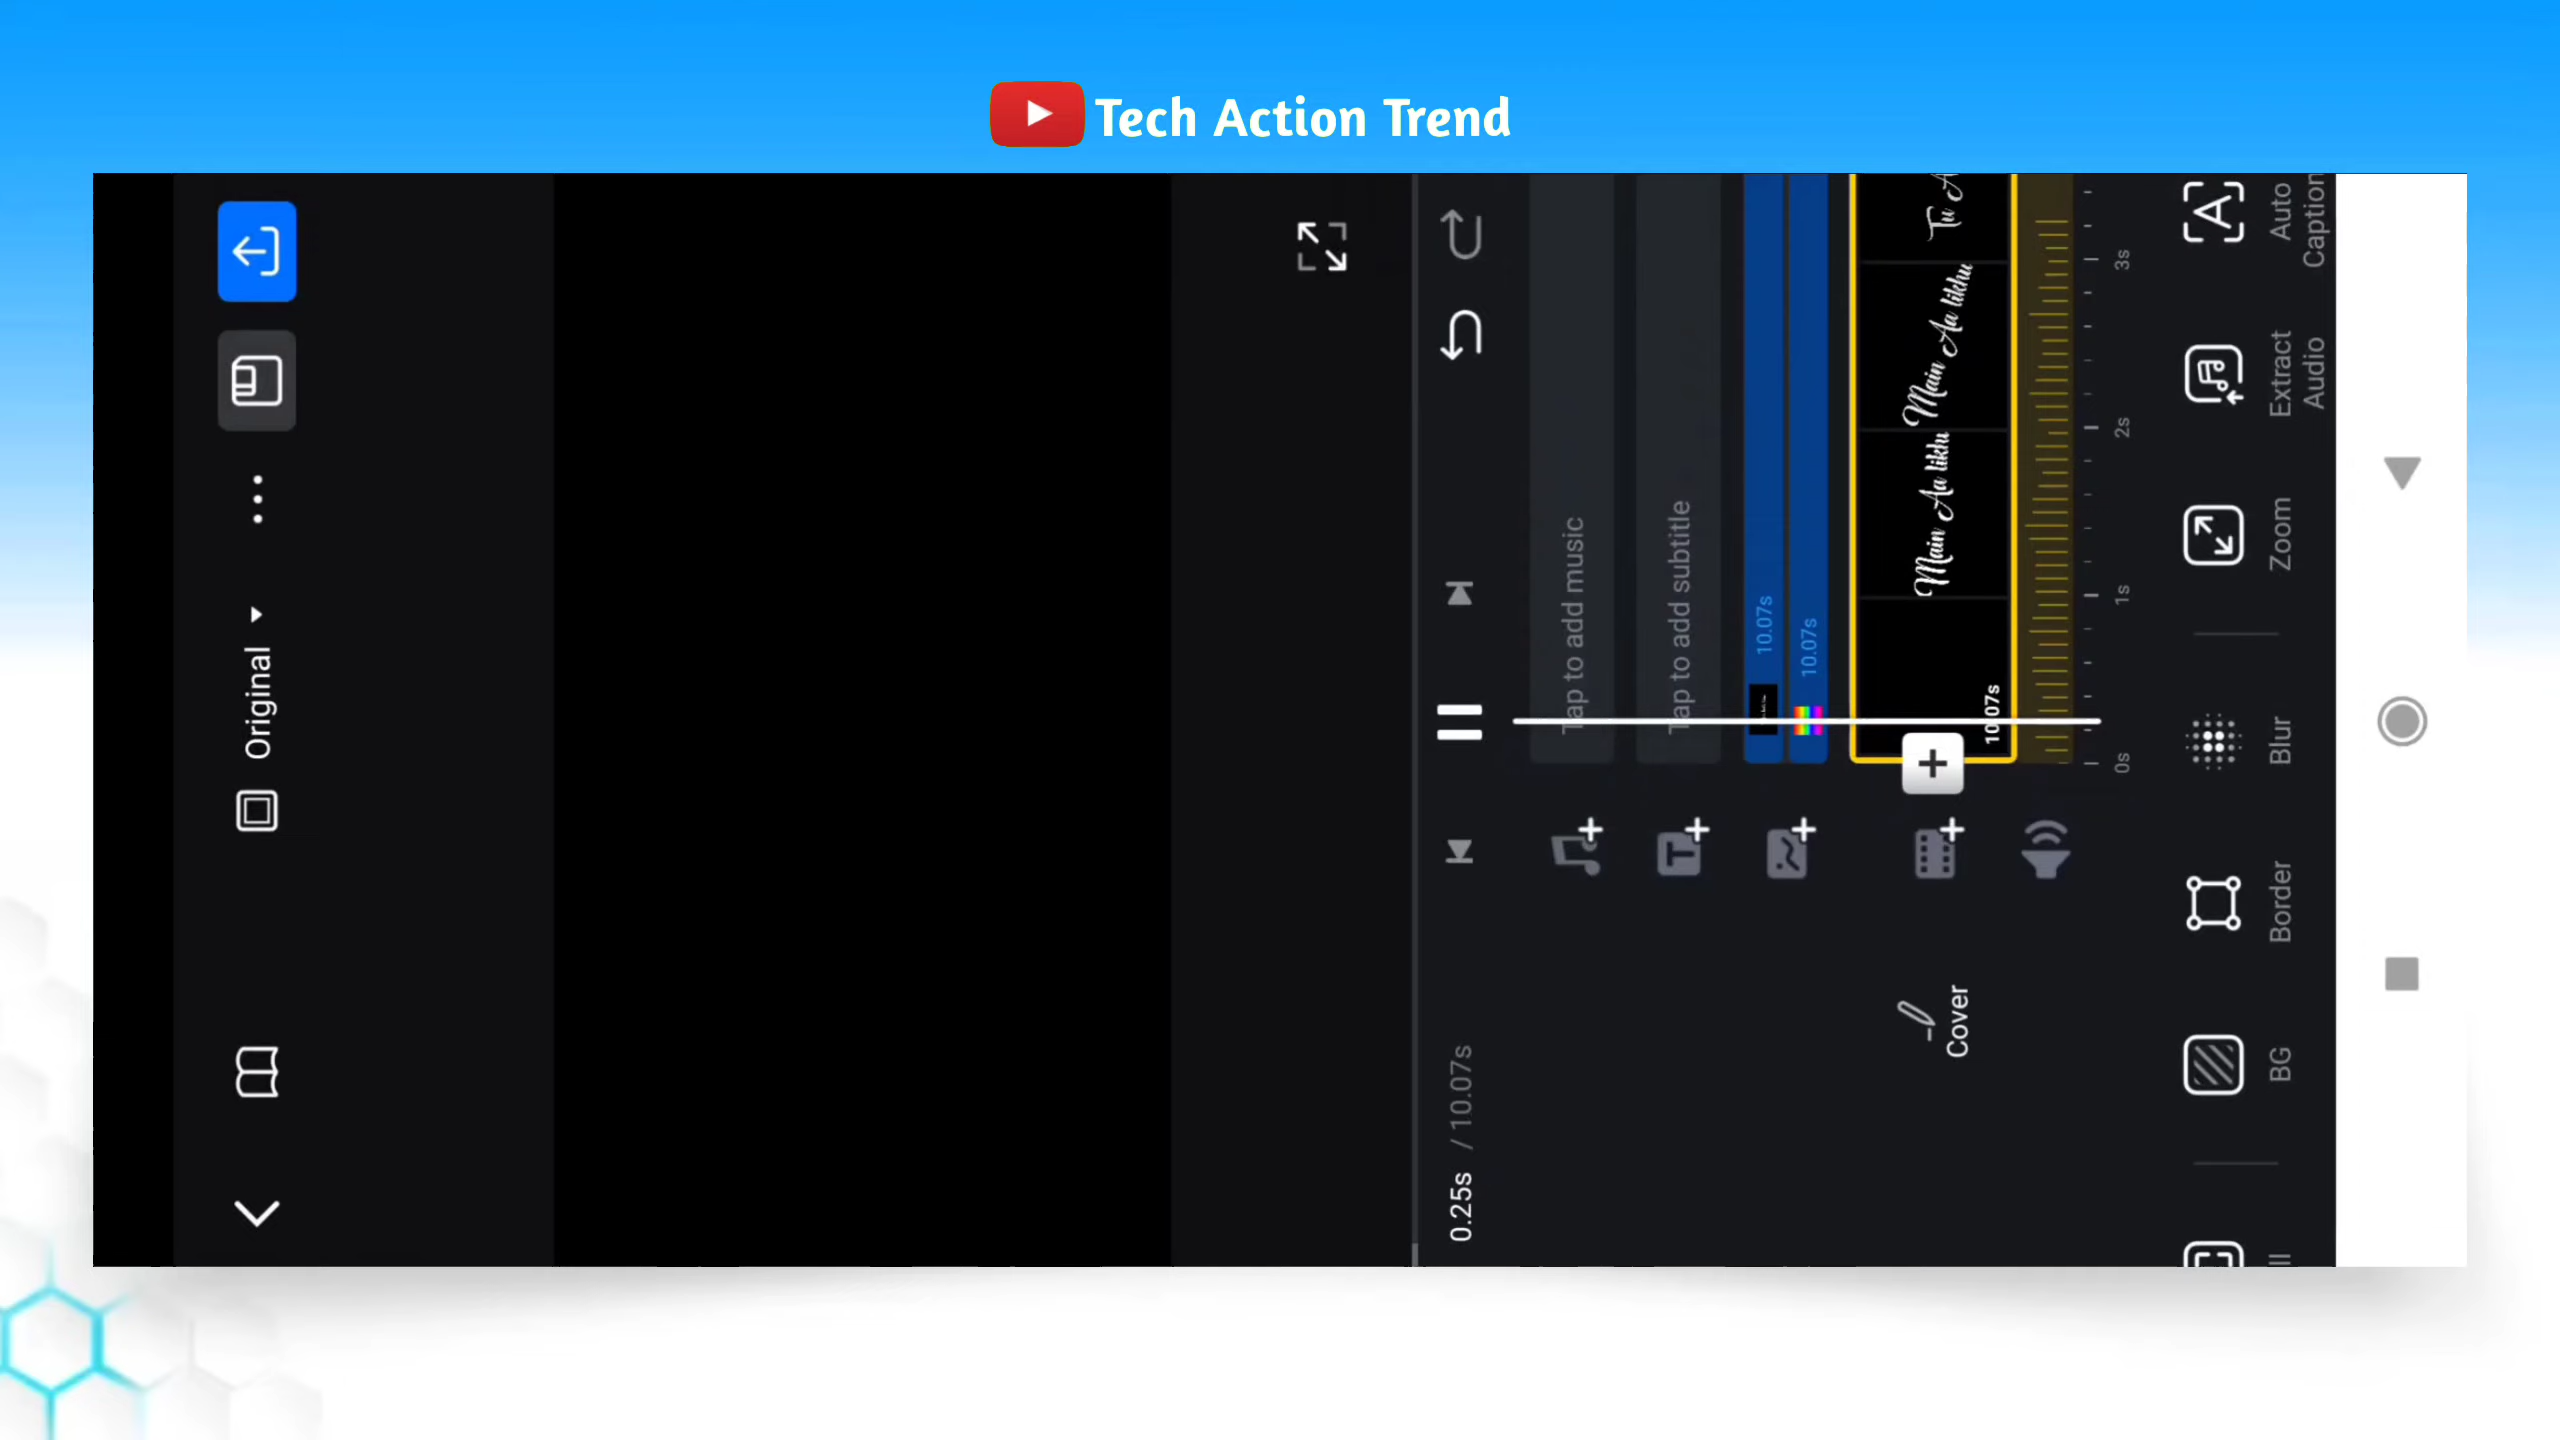 Tech Action Trend
Original
0.25s / 10.07s
Tap to add music
Tap to add subtitle
10.07s
10.07s
Cover
Main Aa likhu
Main Aa likhu
Tu A
10.07s
0s
1s
2s
3s
BG
Border
Blur
Zoom
Extract
Audio
Auto
Caption